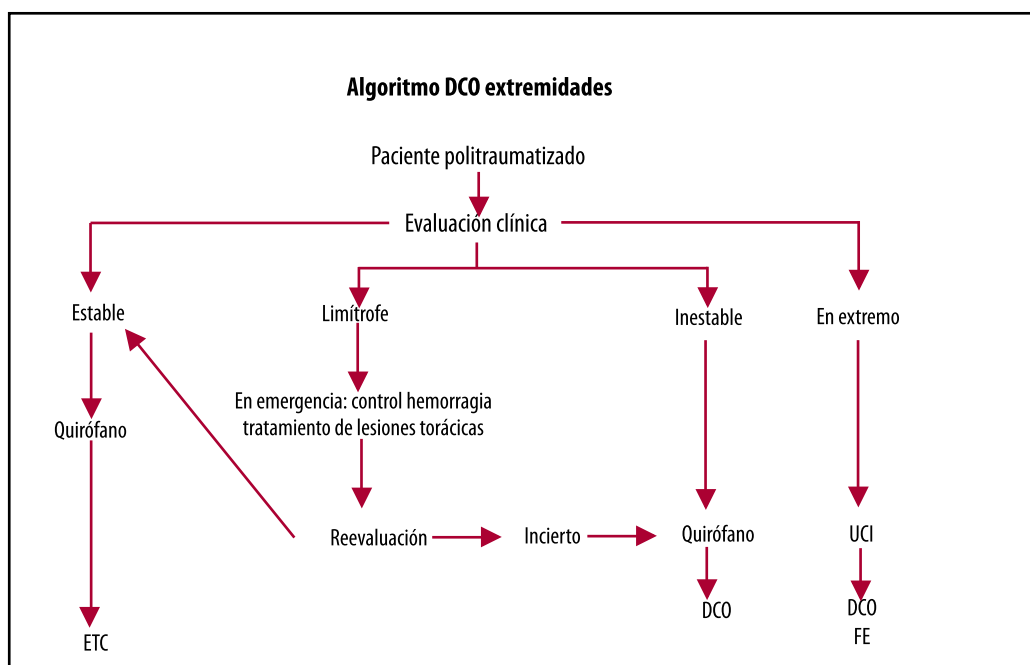 Algoritmo DCO extremidades
Paciente politraumatizado
Evaluación clínica
Estable
Limítrofe
Inestable
En extremo
En emergencia: control hemorragia
tratamiento de lesiones torácicas
Quirófano
Reevaluación
Incierto
Quirófano
UCI
DCO
DCO
FE
ETC